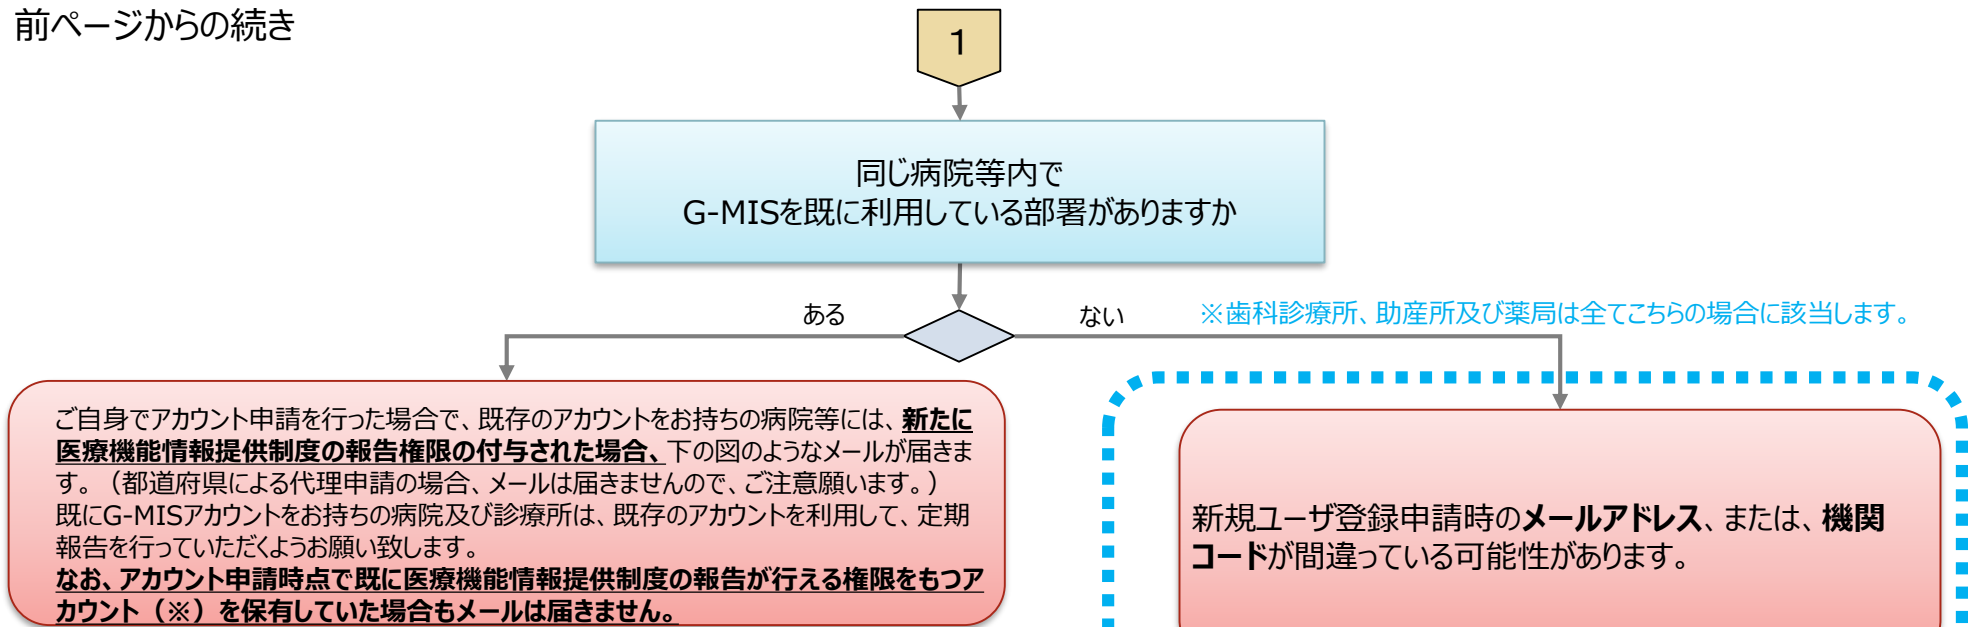 前ページからの続き
1
同じ病院等内で
G-MISを既に利用している部署がありますか
ある
ない
※歯科診療所、助産所及び薬局は全てこちらの場合に該当します。
ご自身でアカウント申請を行った場合で、既存のアカウントをお持ちの病院等には、新たに
医療機能情報提供制度の報告権限の付与された場合、下の図のようなメールが届きま
す。（都道府県による代理申請の場合、メールは届きませんので、ご注意願います。）
既にG-MISアカウントをお持ちの病院及び診療所は、既存のアカウントを利用して、定期
報告を行っていただくようお願い致します。
なお、アカウント申請時点で既に医療機能情報提供制度の報告が行える権限をもつア
カウント（※）を保有していた場合もメールは届きません。
新規ユーザ登録申請時のメールアドレス、または、機関
コードが間違っている可能性があります。